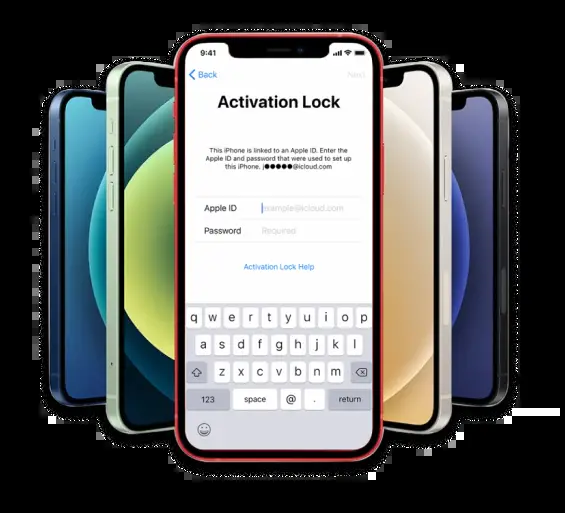 9:41
Back
Next
Activation Lock
This iPhone is linked to an Apple ID. Enter the
Apple ID and password that were used to set up
this iPhone. j●●●●●@icloud.com
Apple ID example@icloud.com
Password Required
Activation Lock Help
q w e r t y u i o p
a s d f g h j k l
z x c v b n m
123 space @ . return